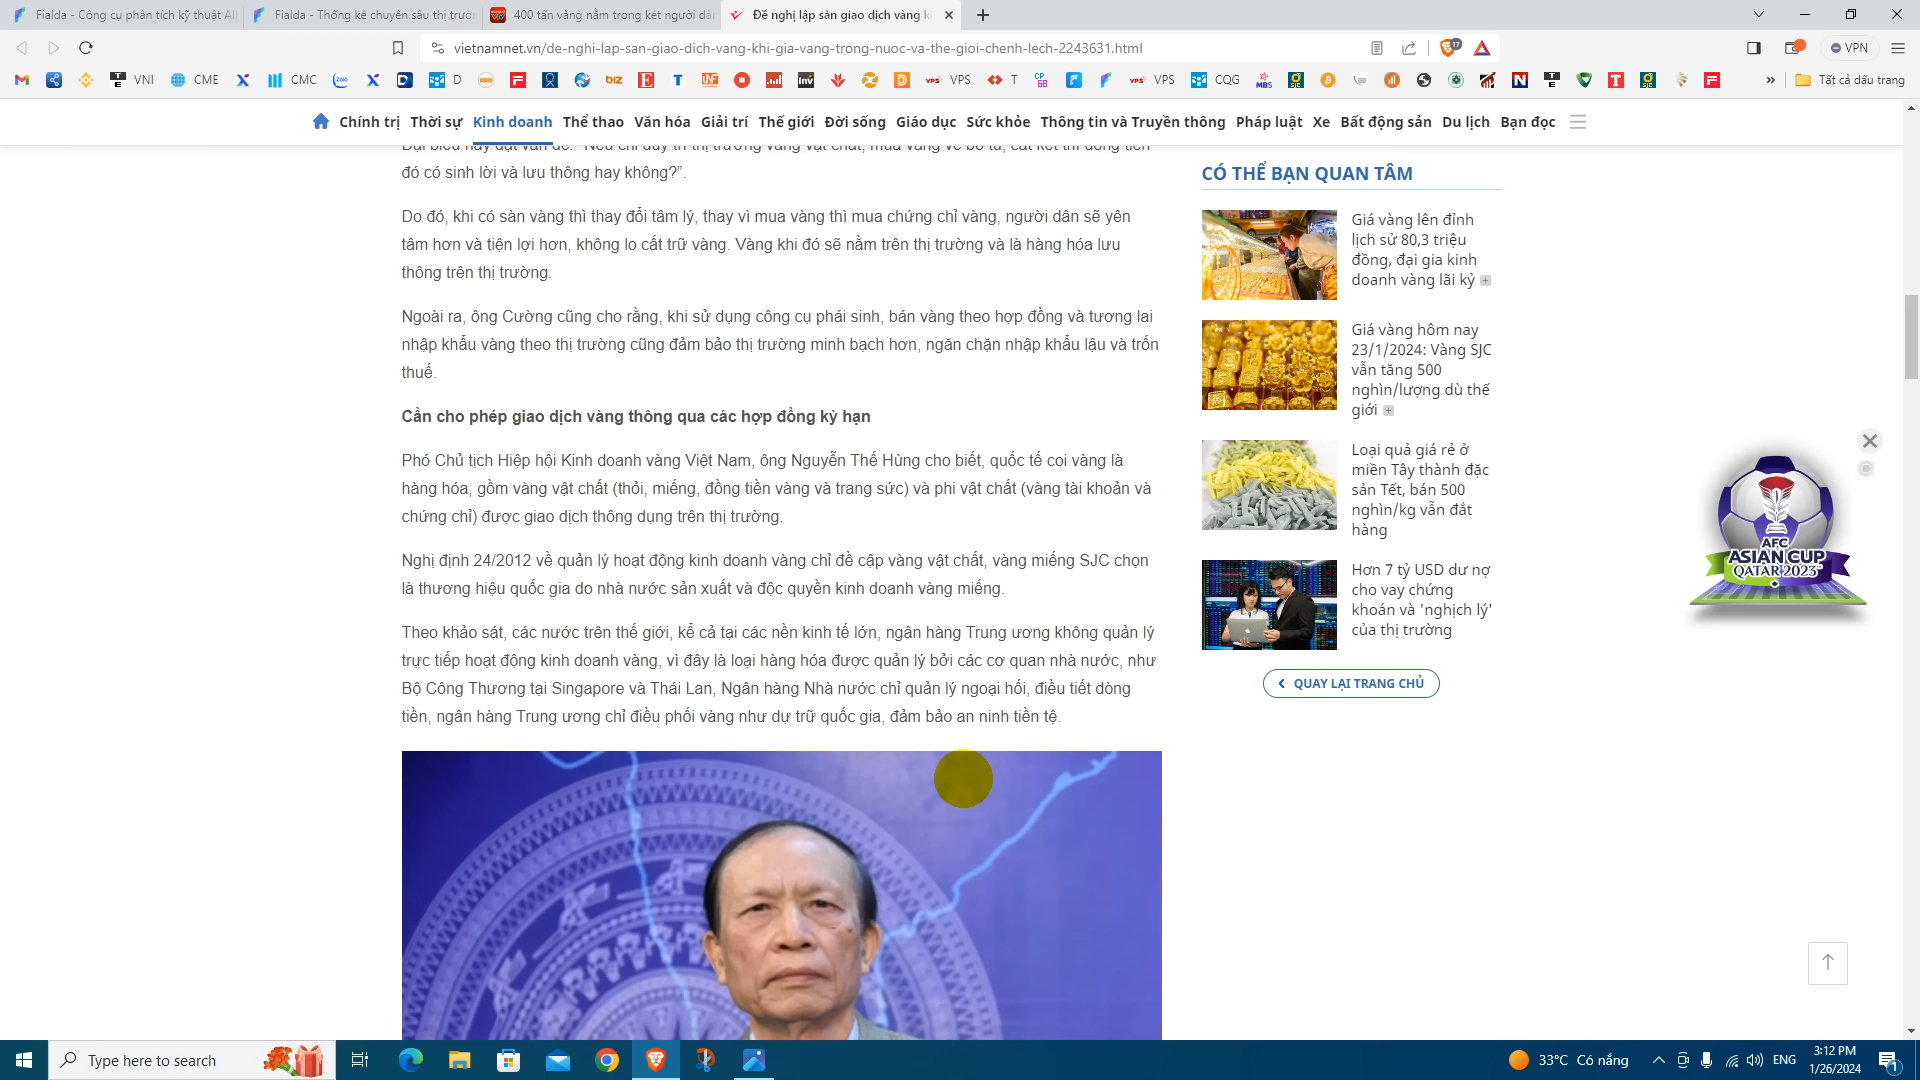 Fialda - Công cụ phân tích kỹ thuật
Fialda - Thống kê chuyên sâu thị trườn
400 tấn vàng nằm trong két người dâ
Đề nghị lập sàn giao dịch vàng
vietnamnet.vn/de-nghi-lap-san-giao-dich-vang-khi-gia-vang-trong-nuoc-va-the-gioi-chenh-lech-2243631.html
17
VPN
VNI
CME
CMC
D
T
VPS
VPS
CQG
Tất cả dấu trang
Chính trị Thời sự Kinh doanh Thể thao Văn hóa Giải trí Thế giới Đời sống Giáo dục Sức khỏe Thông tin và Truyền thông Pháp luật Xe Bất động sản Du lịch Bạn đọc
đó có sinh lời và lưu thông hay không?”.
Do đó, khi có sàn vàng thì thay đổi tâm lý, thay vì mua vàng thì mua chứng chỉ vàng, người dân sẽ yên
tâm hơn và tiện lợi hơn, không lo cất trữ vàng. Vàng khi đó sẽ nằm trên thị trường và là hàng hóa lưu
thông trên thị trường.
Ngoài ra, ông Cường cũng cho rằng, khi sử dụng công cụ phái sinh, bán vàng theo hợp đồng và tương lai
nhập khẩu vàng theo thị trường cũng đảm bảo thị trường minh bạch hơn, ngăn chặn nhập khẩu lậu và trốn
thuế.
Cần cho phép giao dịch vàng thông qua các hợp đồng kỳ hạn
Phó Chủ tịch Hiệp hội Kinh doanh vàng Việt Nam, ông Nguyễn Thế Hùng cho biết, quốc tế coi vàng là
hàng hóa, gồm vàng vật chất (thỏi, miếng, đồng tiền vàng và trang sức) và phi vật chất (vàng tài khoản và
chứng chỉ) được giao dịch thông dụng trên thị trường.
Nghị định 24/2012 về quản lý hoạt động kinh doanh vàng chỉ đề cập vàng vật chất, vàng miếng SJC chọn
là thương hiệu quốc gia do nhà nước sản xuất và độc quyền kinh doanh vàng miếng.
Theo khảo sát, các nước trên thế giới, kể cả tại các nền kinh tế lớn, ngân hàng Trung ương không quản lý
trực tiếp hoạt động kinh doanh vàng, vì đây là loại hàng hóa được quản lý bởi các cơ quan nhà nước, như
Bộ Công Thương tại Singapore và Thái Lan, Ngân hàng Nhà nước chỉ quản lý ngoại hối, điều tiết dòng
tiền, ngân hàng Trung ương chỉ điều phối vàng như dự trữ quốc gia, đảm bảo an ninh tiền tệ.
CÓ THỂ BẠN QUAN TÂM
Giá vàng lên đỉnh
lịch sử 80,3 triệu
đồng, đại gia kinh
doanh vàng lãi kỷ
Giá vàng hôm nay
23/1/2024: Vàng SJC
vẫn tăng 500
nghìn/lượng dù thế
giới
Loại quả giá rẻ ở
miền Tây thành đặc
sản Tết, bán 500
nghìn/kg vẫn đắt
hàng
Hơn 7 tỷ USD dư nợ
cho vay chứng
khoán và 'nghịch lý'
của thị trường
QUAY LẠI TRANG CHỦ
AFC
ASIAN CUP
QATAR 2023
Type here to search
33°C Có nắng
ENG
3:12 PM
1/26/2024
1